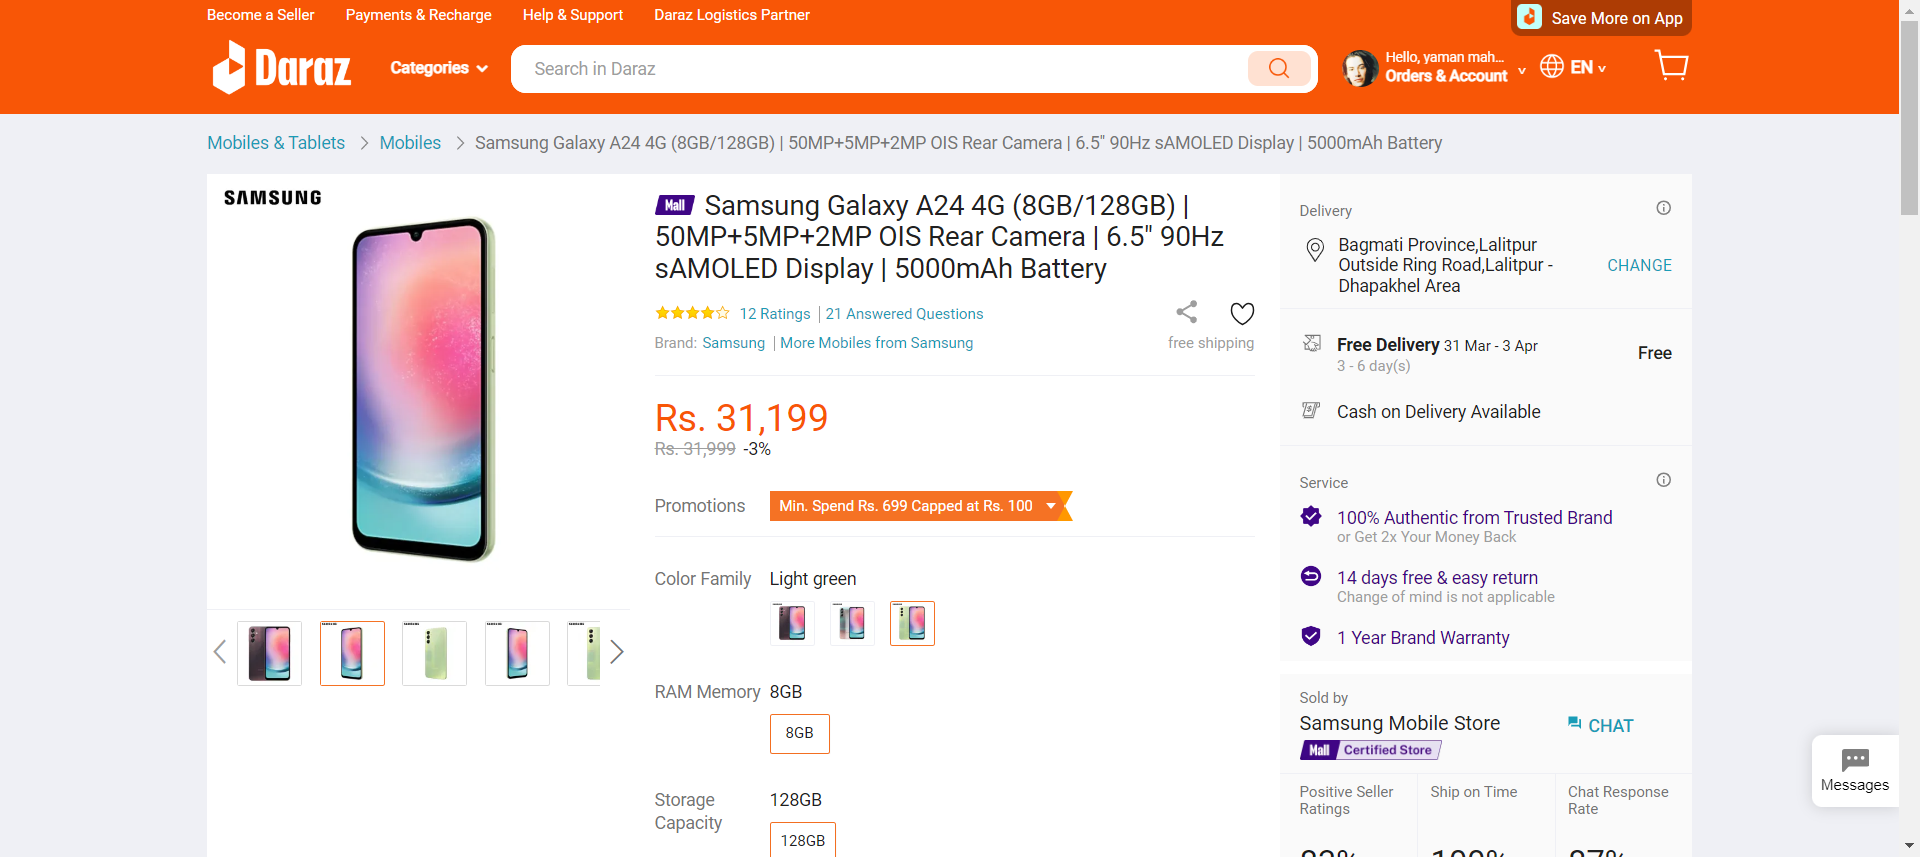 Become a Seller
Payments & Recharge
Help & Support
Daraz Logistics Partner
Save More on App
Daraz
Categories
Search in Daraz
Hello, yaman mah...
Orders & Account
EN
Mobiles & Tablets
Mobiles
Samsung Galaxy A24 4G (8GB/128GB) | 50MP+5MP+2MP OIS Rear Camera | 6.5" 90Hz sAMOLED Display | 5000mAh Battery
SAMSUNG
Mall Samsung Galaxy A24 4G (8GB/128GB) |
50MP+5MP+2MP OIS Rear Camera | 6.5" 90Hz
sAMOLED Display | 5000mAh Battery
12 Ratings | 21 Answered Questions
Brand: Samsung | More Mobiles from Samsung
free shipping
Rs. 31,199
Rs. 31,999 -3%
Promotions
Min. Spend Rs. 699 Capped at Rs. 100
Color Family Light green
RAM Memory 8GB
8GB
Storage
Capacity
128GB
128GB
Delivery
Bagmati Province,Lalitpur
Outside Ring Road,Lalitpur -
Dhapakhel Area
CHANGE
Free Delivery 31 Mar - 3 Apr
3 - 6 day(s)
Free
Cash on Delivery Available
Service
100% Authentic from Trusted Brand
or Get 2x Your Money Back
14 days free & easy return
Change of mind is not applicable
1 Year Brand Warranty
Sold by
Samsung Mobile Store
Mall Certified Store
CHAT
Positive Seller
Ratings
Ship on Time
Chat Response
Rate
Messages